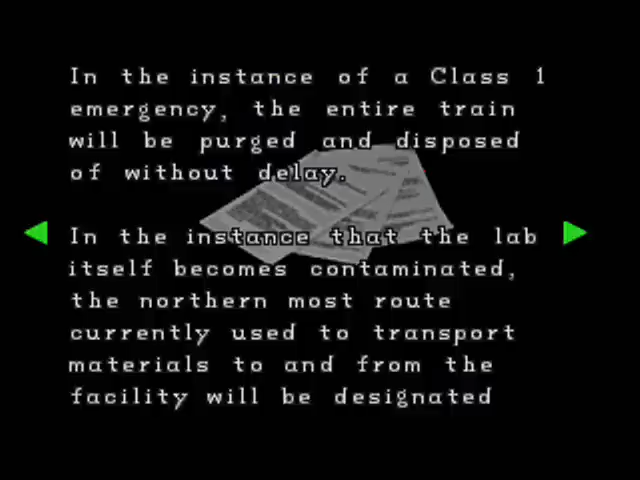 In the instance of a Class 1
emergency, the entire train
will be purged and disposed
of without delay.
In the instance that the lab
itself becomes contaminated,
the northern most route
currently used to transport
materials to and from the
facility will be designated